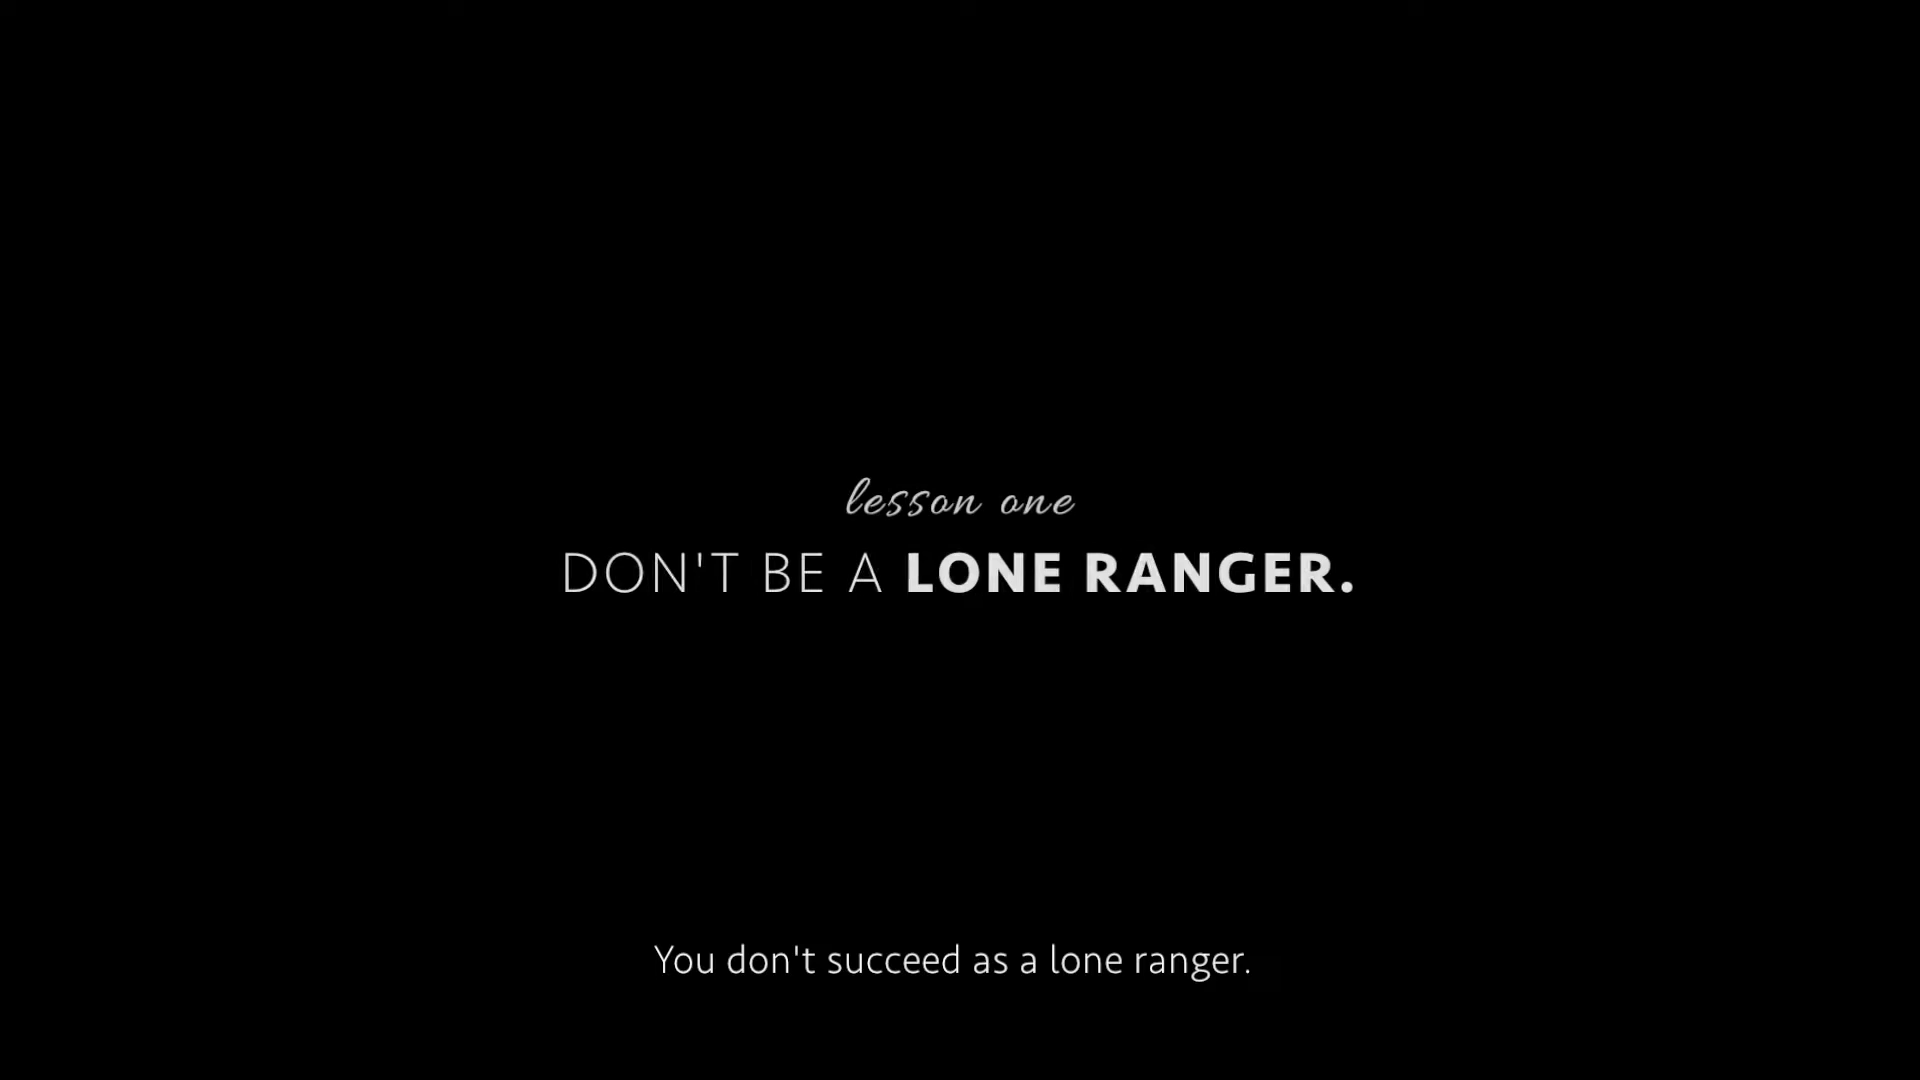 lesson one
DON'T BE A LONE RANGER.
You don't succeed as a lone ranger.